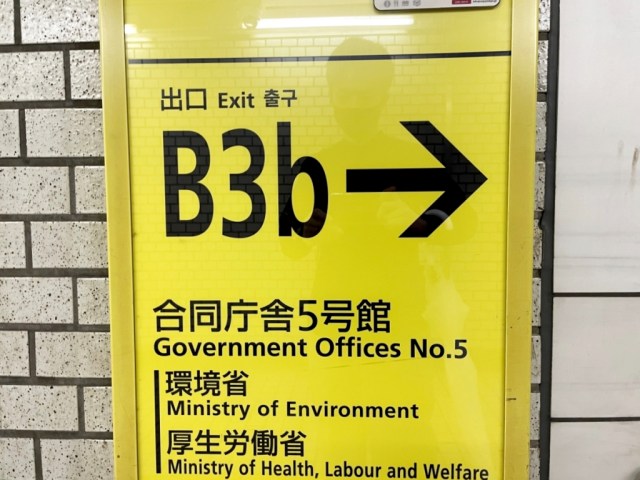 出口 Exit 출구
B3b →
合同庁舎5号館
Government Offices No.5
環境省
Ministry of Environment
厚生労働省
Ministry of Health, Labour and Welfare